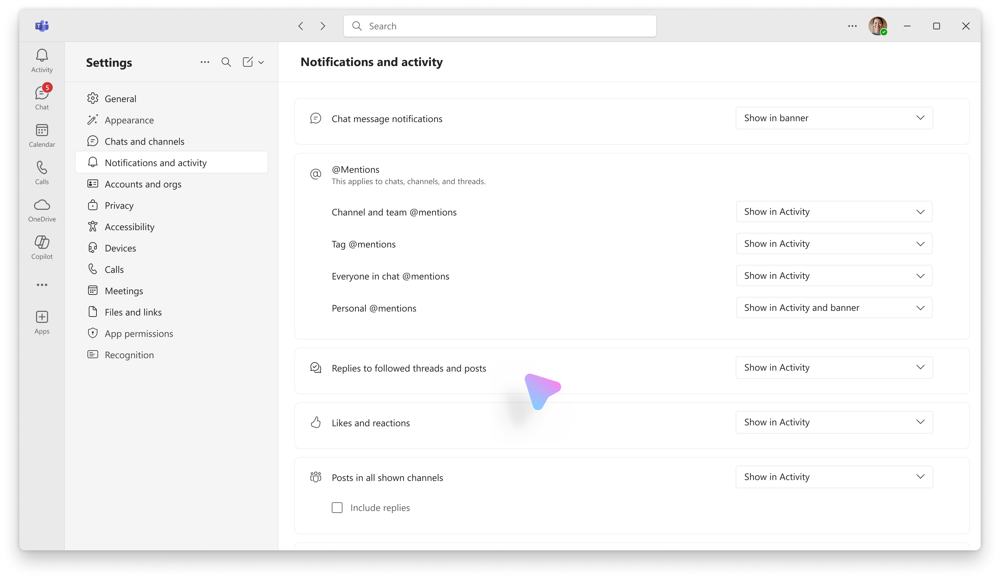 T
Search
Activity
5
Chat
Calendar
Calls
OneDrive
Copilot
Apps
Settings
General
Appearance
Chats and channels
Notifications and activity
Accounts and orgs
Privacy
Accessibility
Devices
Calls
Meetings
Files and links
App permissions
Recognition
Notifications and activity
Chat message notifications
Show in banner
@Mentions
This applies to chats, channels, and threads.
Channel and team @mentions
Show in Activity
Tag @mentions
Show in Activity
Everyone in chat @mentions
Show in Activity
Personal @mentions
Show in Activity and banner
Replies to followed threads and posts
Show in Activity
Likes and reactions
Show in Activity
Posts in all shown channels
Show in Activity
Include replies